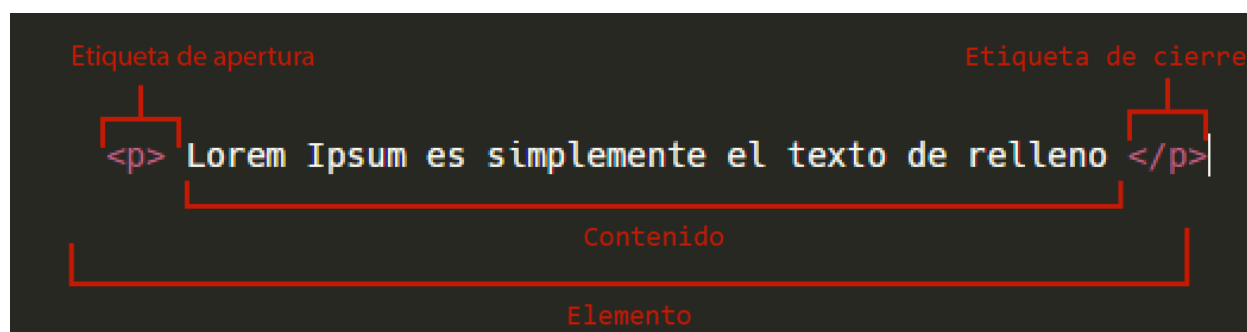 Etiqueta de apertura
Etiqueta de cierre
<p> Lorem Ipsum es simplemente el texto de relleno </p>
Contenido
Elemento